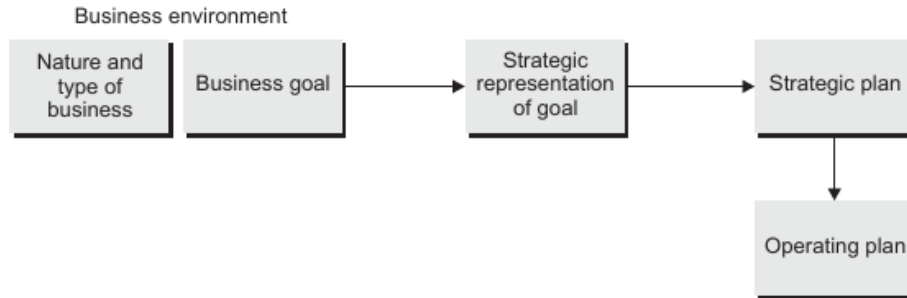 Business environment
Nature and
type of
business
Business goal
Strategic
representation
of goal
Strategic plan
Operating plan